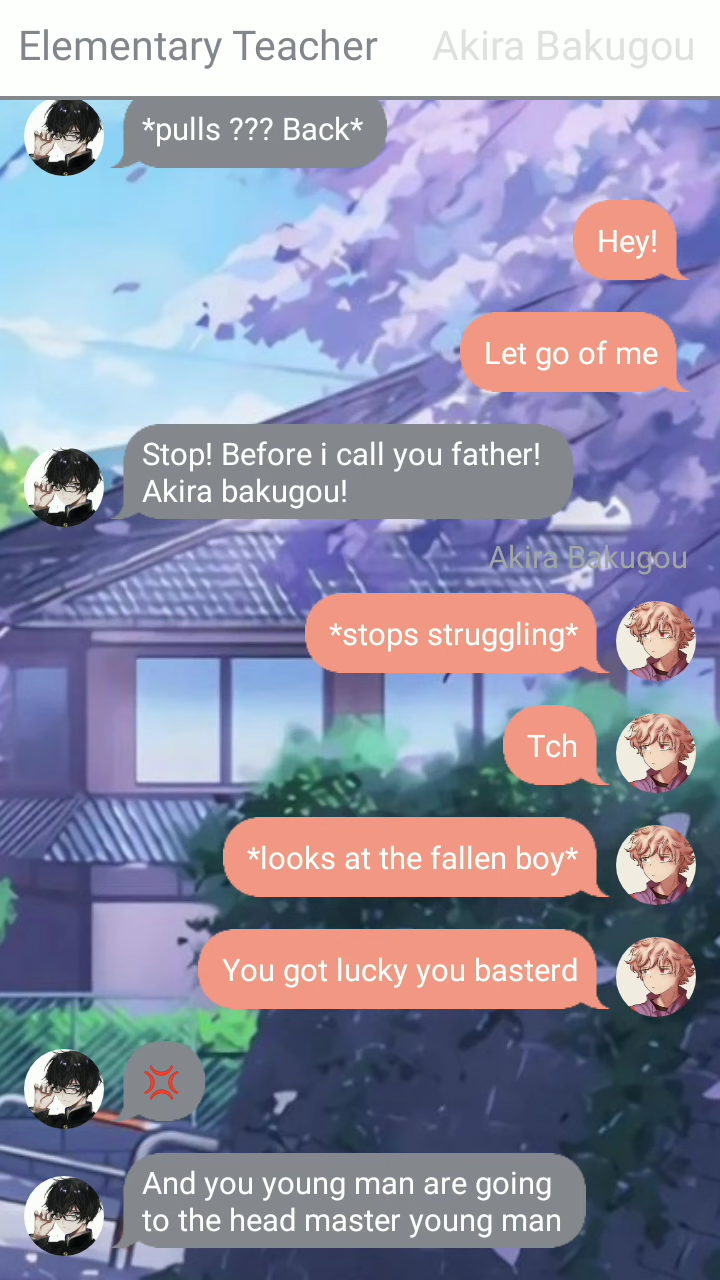 Elementary Teacher Akira Bakugou
*pulls ??? Back*
Hey!
Let go of me
Stop! Before i call you father!
Akira bakugou!
Akira Bakugou
*stops struggling*
Tch
*looks at the fallen boy*
You got lucky you basterd
💢
And you young man are going
to the head master young man